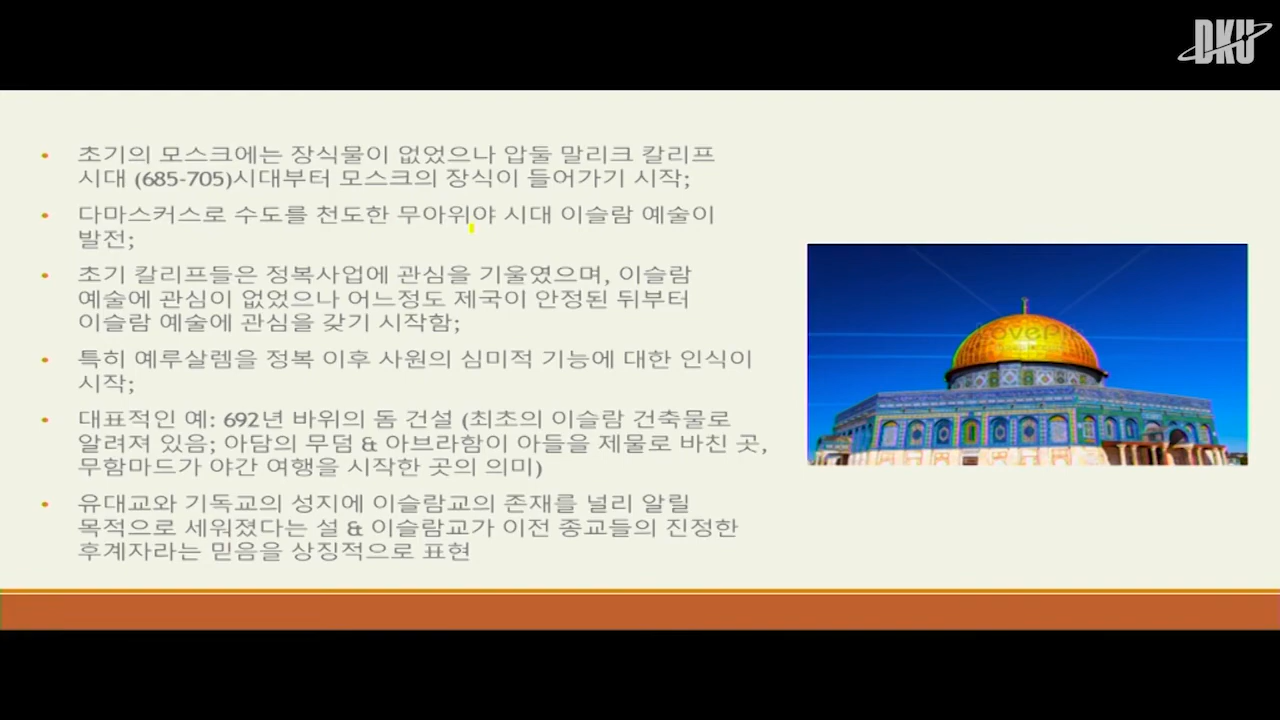 DKU
• 초기의 모스크에는 장식물이 없었으나 압둘 말리크 칼리프
시대 (685-705)시대부터 모스크의 장식이 들어가기 시작;
• 다마스커스로 수도를 천도한 무아위야 시대 이슬람 예술이
발전;
• 초기 칼리프들은 정복사업에 관심을 기울였으며, 이슬람
예술에 관심이 없었으나 어느정도 제국이 안정된 뒤부터
이슬람 예술에 관심을 갖기 시작함;
• 특히 예루살렘을 정복 이후 사원의 심미적 기능에 대한 인식이
시작;
• 대표적인 예: 692년 바위의 돔 건설 (최초의 이슬람 건축물로
알려져 있음; 아담의 무덤 & 아브라함이 아들을 제물로 바친 곳,
무함마드가 야간 여행을 시작한 곳의 의미)
• 유대교와 기독교의 성지에 이슬람교의 존재를 널리 알릴
목적으로 세워졌다는 설 & 이슬람교가 이전 종교들의 진정한
후계자라는 믿음을 상징적으로 표현